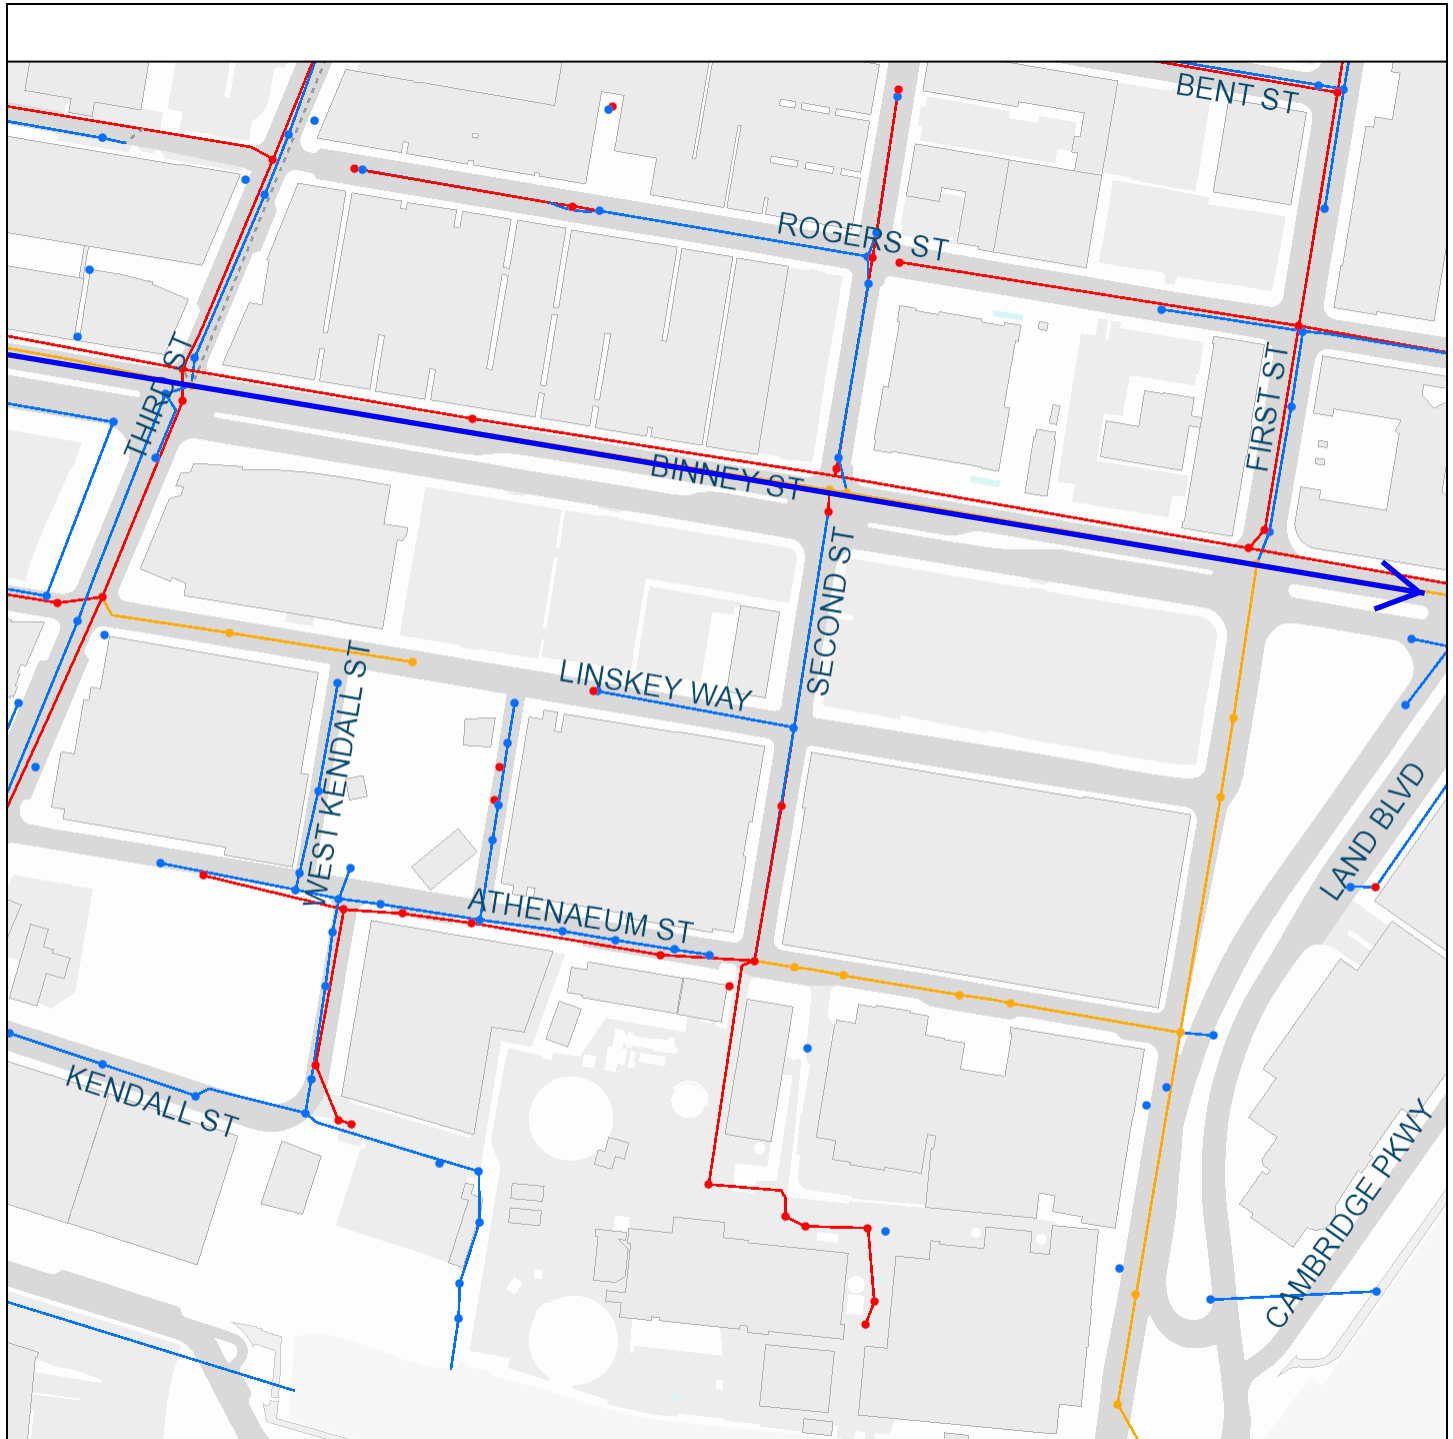 BENT ST
ROGERS ST
THIRD ST
FIRST ST
BINNEY ST
SECOND ST
LINSKEY WAY
WEST KENDALL ST
LAND BLVD
ATHENAEUM ST
KENDALL ST
CAMBRIDGE PKWY